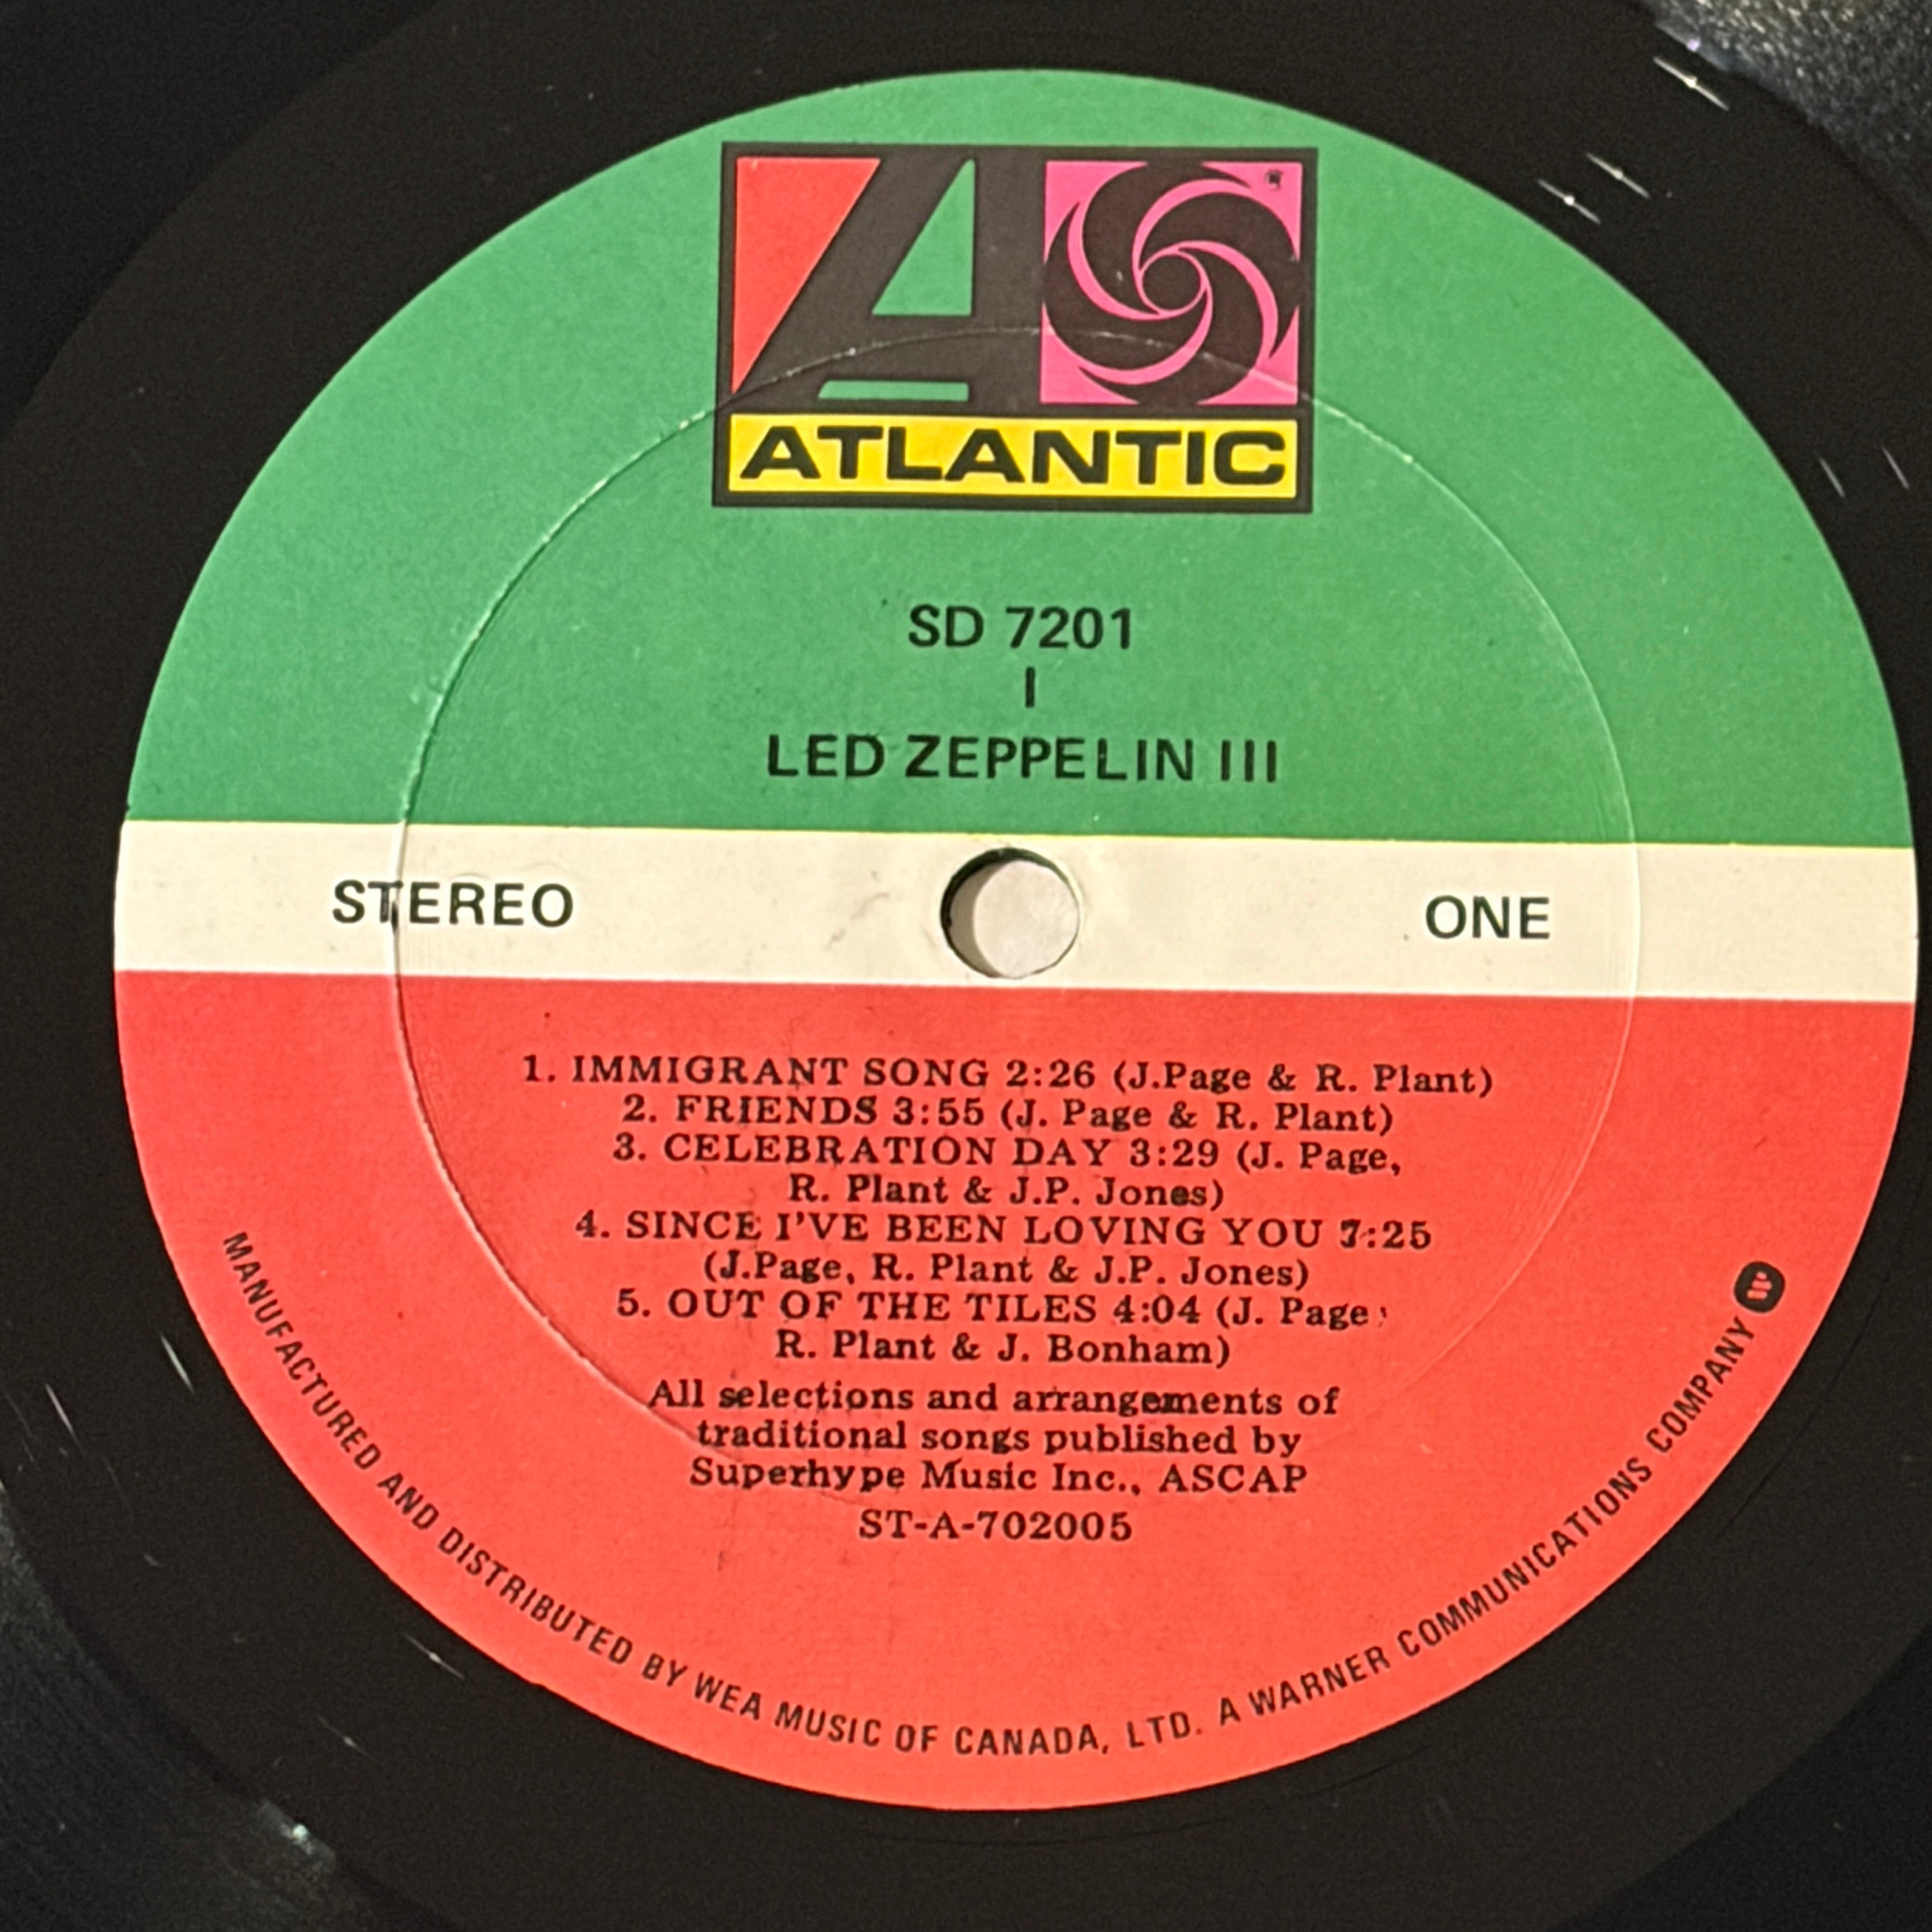 ATLANTIC
SD 7201
I
LED ZEPPELIN III
STEREO
ONE
1. IMMIGRANT SONG 2:26 (J.Page & R. Plant)
2. FRIENDS 3:55 (J. Page & R. Plant)
3. CELEBRATION DAY 3:29 (J. Page,
R. Plant & J.P. Jones)
4. SINCE I'VE BEEN LOVING YOU 7:25
(J.Page, R. Plant & J.P. Jones)
5. OUT OF THE TILES 4:04 (J. Page,
R. Plant & J. Bonham)
All selections and arrangements of
traditional songs published by
Superhype Music Inc., ASCAP
ST-A-702005
MANUFACTURED AND DISTRIBUTED BY WEA MUSIC OF CANADA, LTD. A WARNER COMMUNICATIONS COMPANY